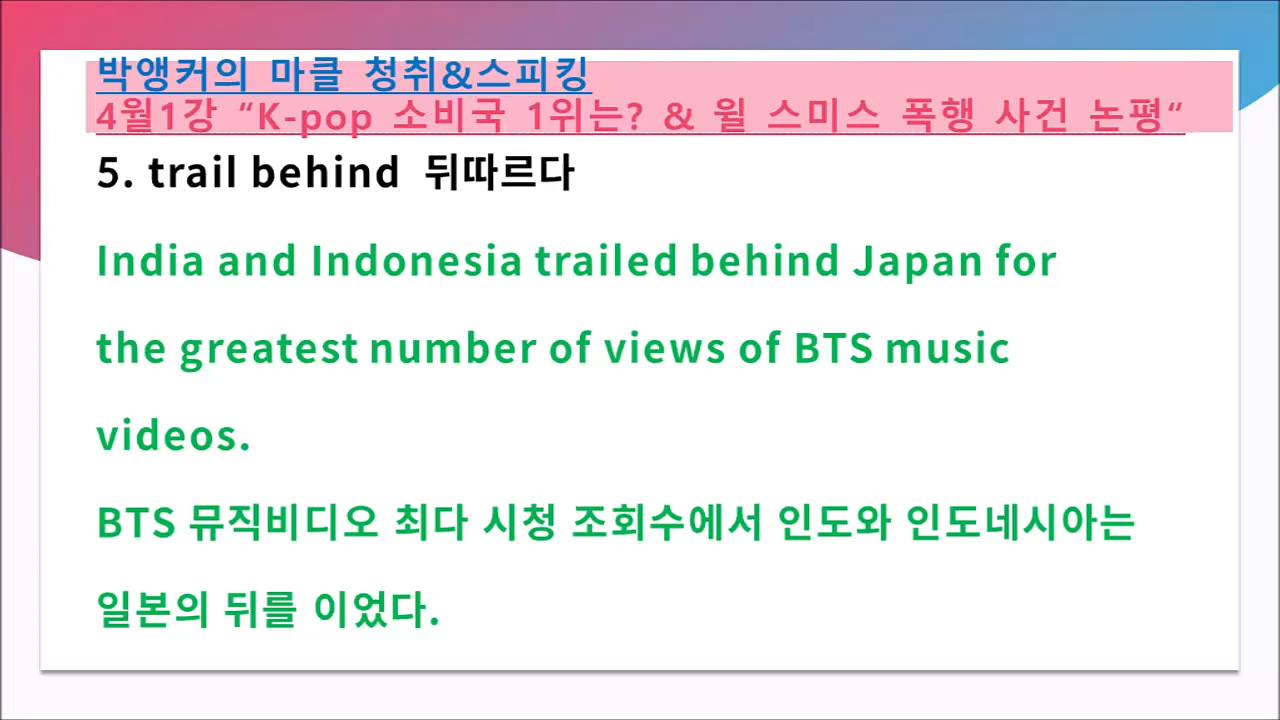 박앵커의 마클 청취&스피킹
4월1강 “K-pop 소비국 1위는? & 윌 스미스 폭행 사건 논평“
5. trail behind 뒤따르다
India and Indonesia trailed behind Japan for
the greatest number of views of BTS music
videos.
BTS 뮤직비디오 최다 시청 조회수에서 인도와 인도네시아는
일본의 뒤를 이었다.